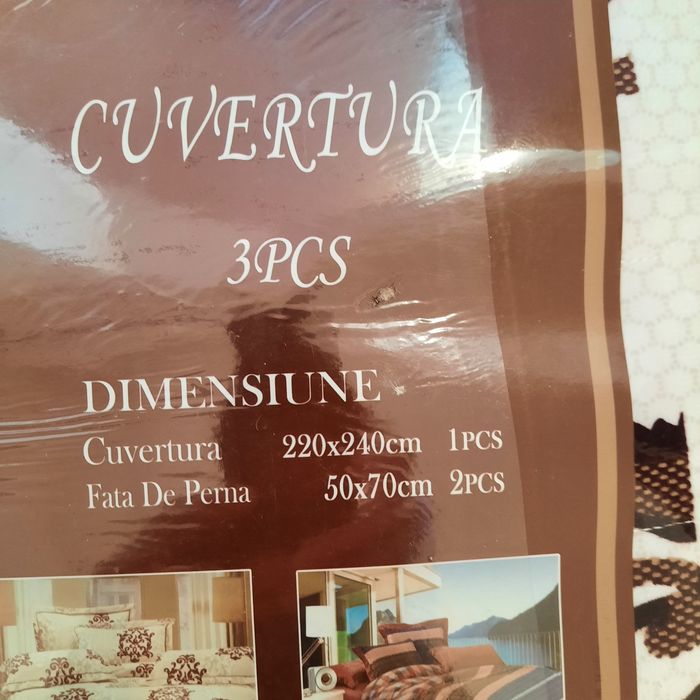 CUVERTURA
3PCS
DIMENSIUNE
Cuvertura 220x240cm 1PCS
Fata De Perna 50x70cm 2PCS